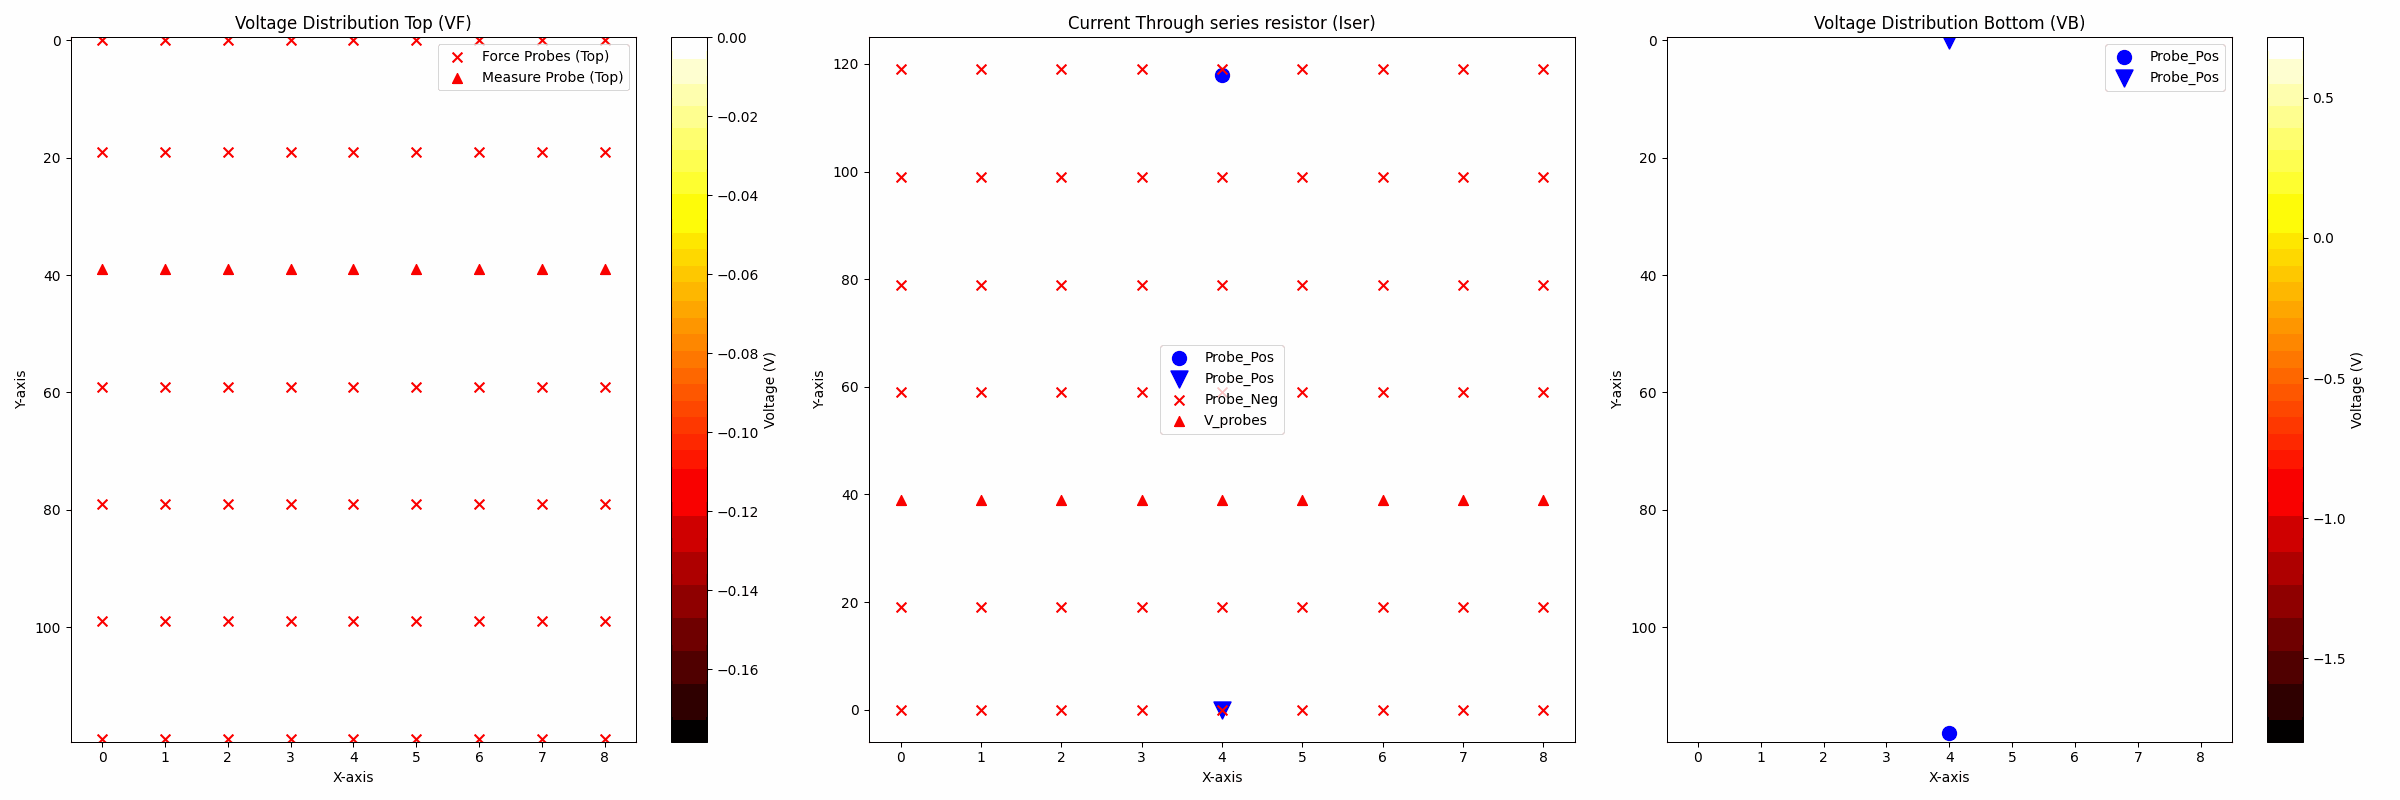 Voltage Distribution Top (VF)
Force Probes (Top)
Measure Probe (Top)
0
20
40
60
80
100
Y-axis
0 1 2 3 4 5 6 7 8
X-axis
0.00
−0.02
−0.04
−0.06
−0.08
−0.10
−0.12
−0.14
−0.16
Voltage (V)
Current Through series resistor (Iser)
120
100
80
60
40
20
0
Y-axis
Probe_Pos
Probe_Pos
Probe_Neg
V_probes
0 1 2 3 4 5 6 7 8
X-axis
Voltage Distribution Bottom (VB)
Probe_Pos
Probe_Pos
0
20
40
60
80
100
Y-axis
0 1 2 3 4 5 6 7 8
X-axis
0.5
0.0
−0.5
−1.0
−1.5
Voltage (V)